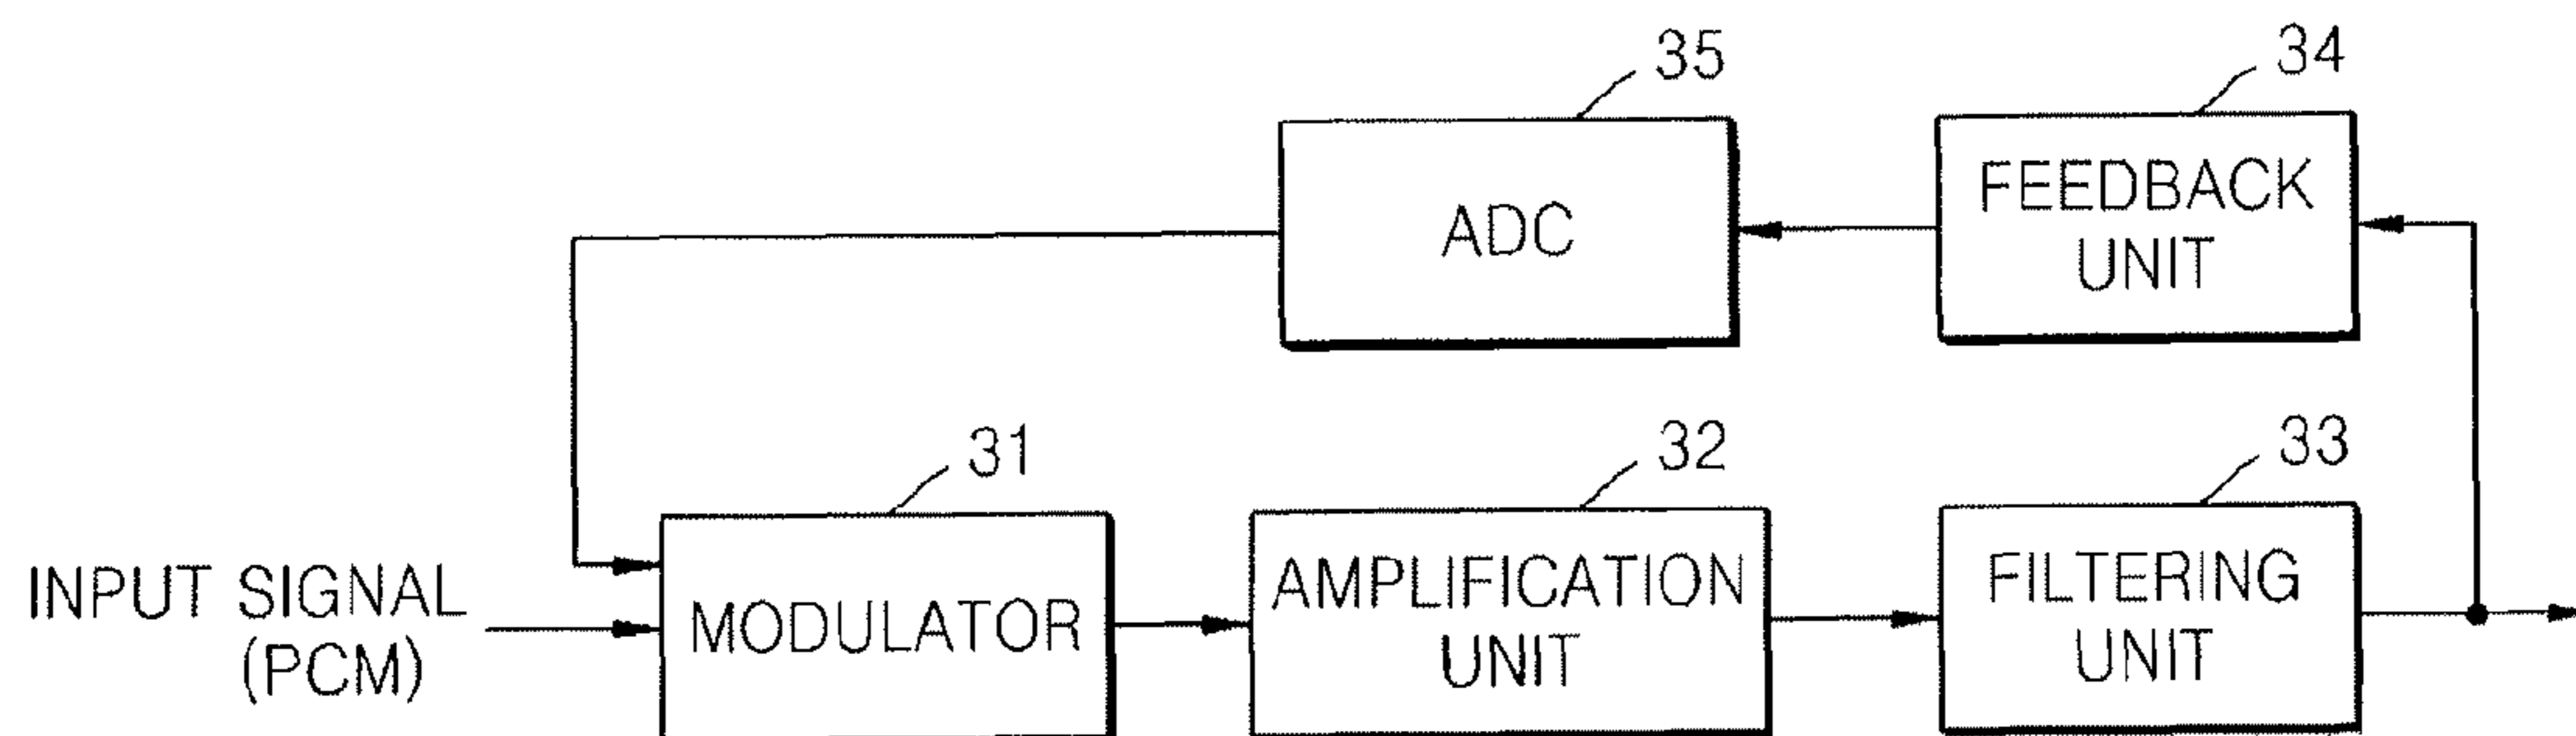 35
34
ADC
FEEDBACK
UNIT
31
32
33
INPUT SIGNAL
(PCM)
MODULATOR
AMPLIFICATION
UNIT
FILTERING
UNIT